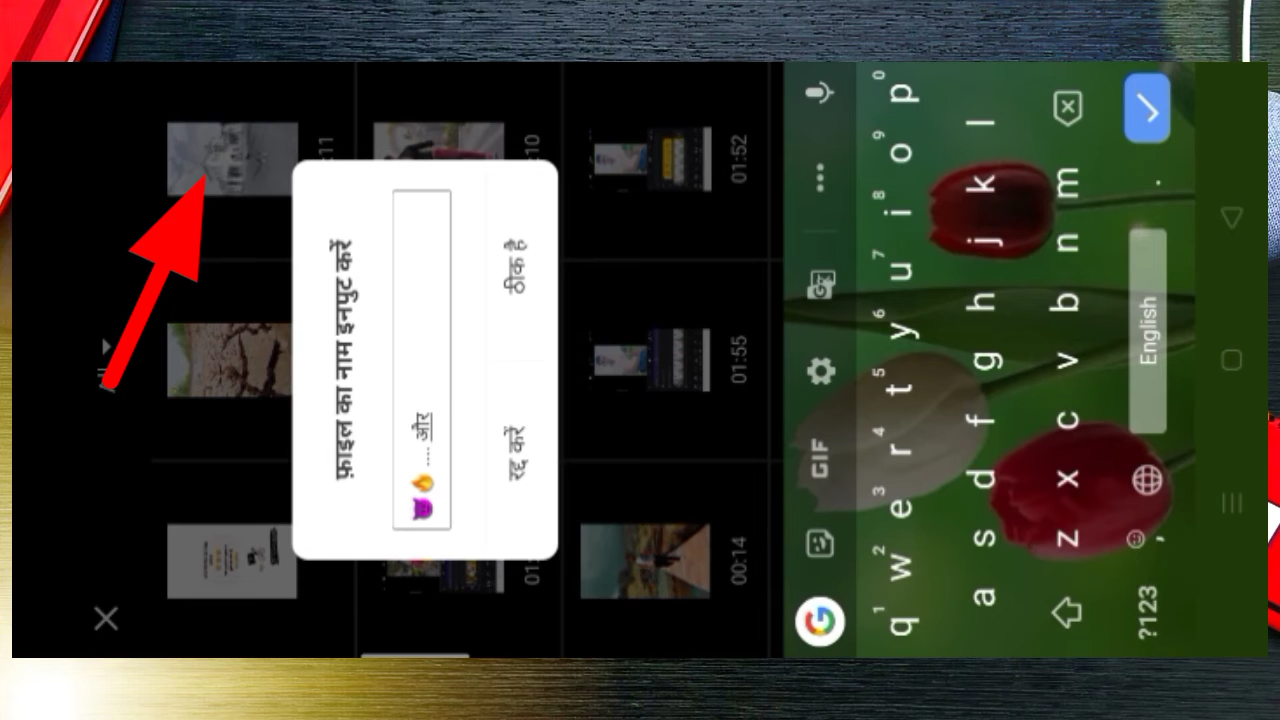 फ़ाइल का नाम इनपुट करें
😈🔥.... और
रद्द करें
ठीक है
01:55
01:52
00:14
GIF
1 2 3 4 5 6 7 8 9 0
q w e r t y u i o p
a s d f g h j k l
z x c v b n m
?123 , English .